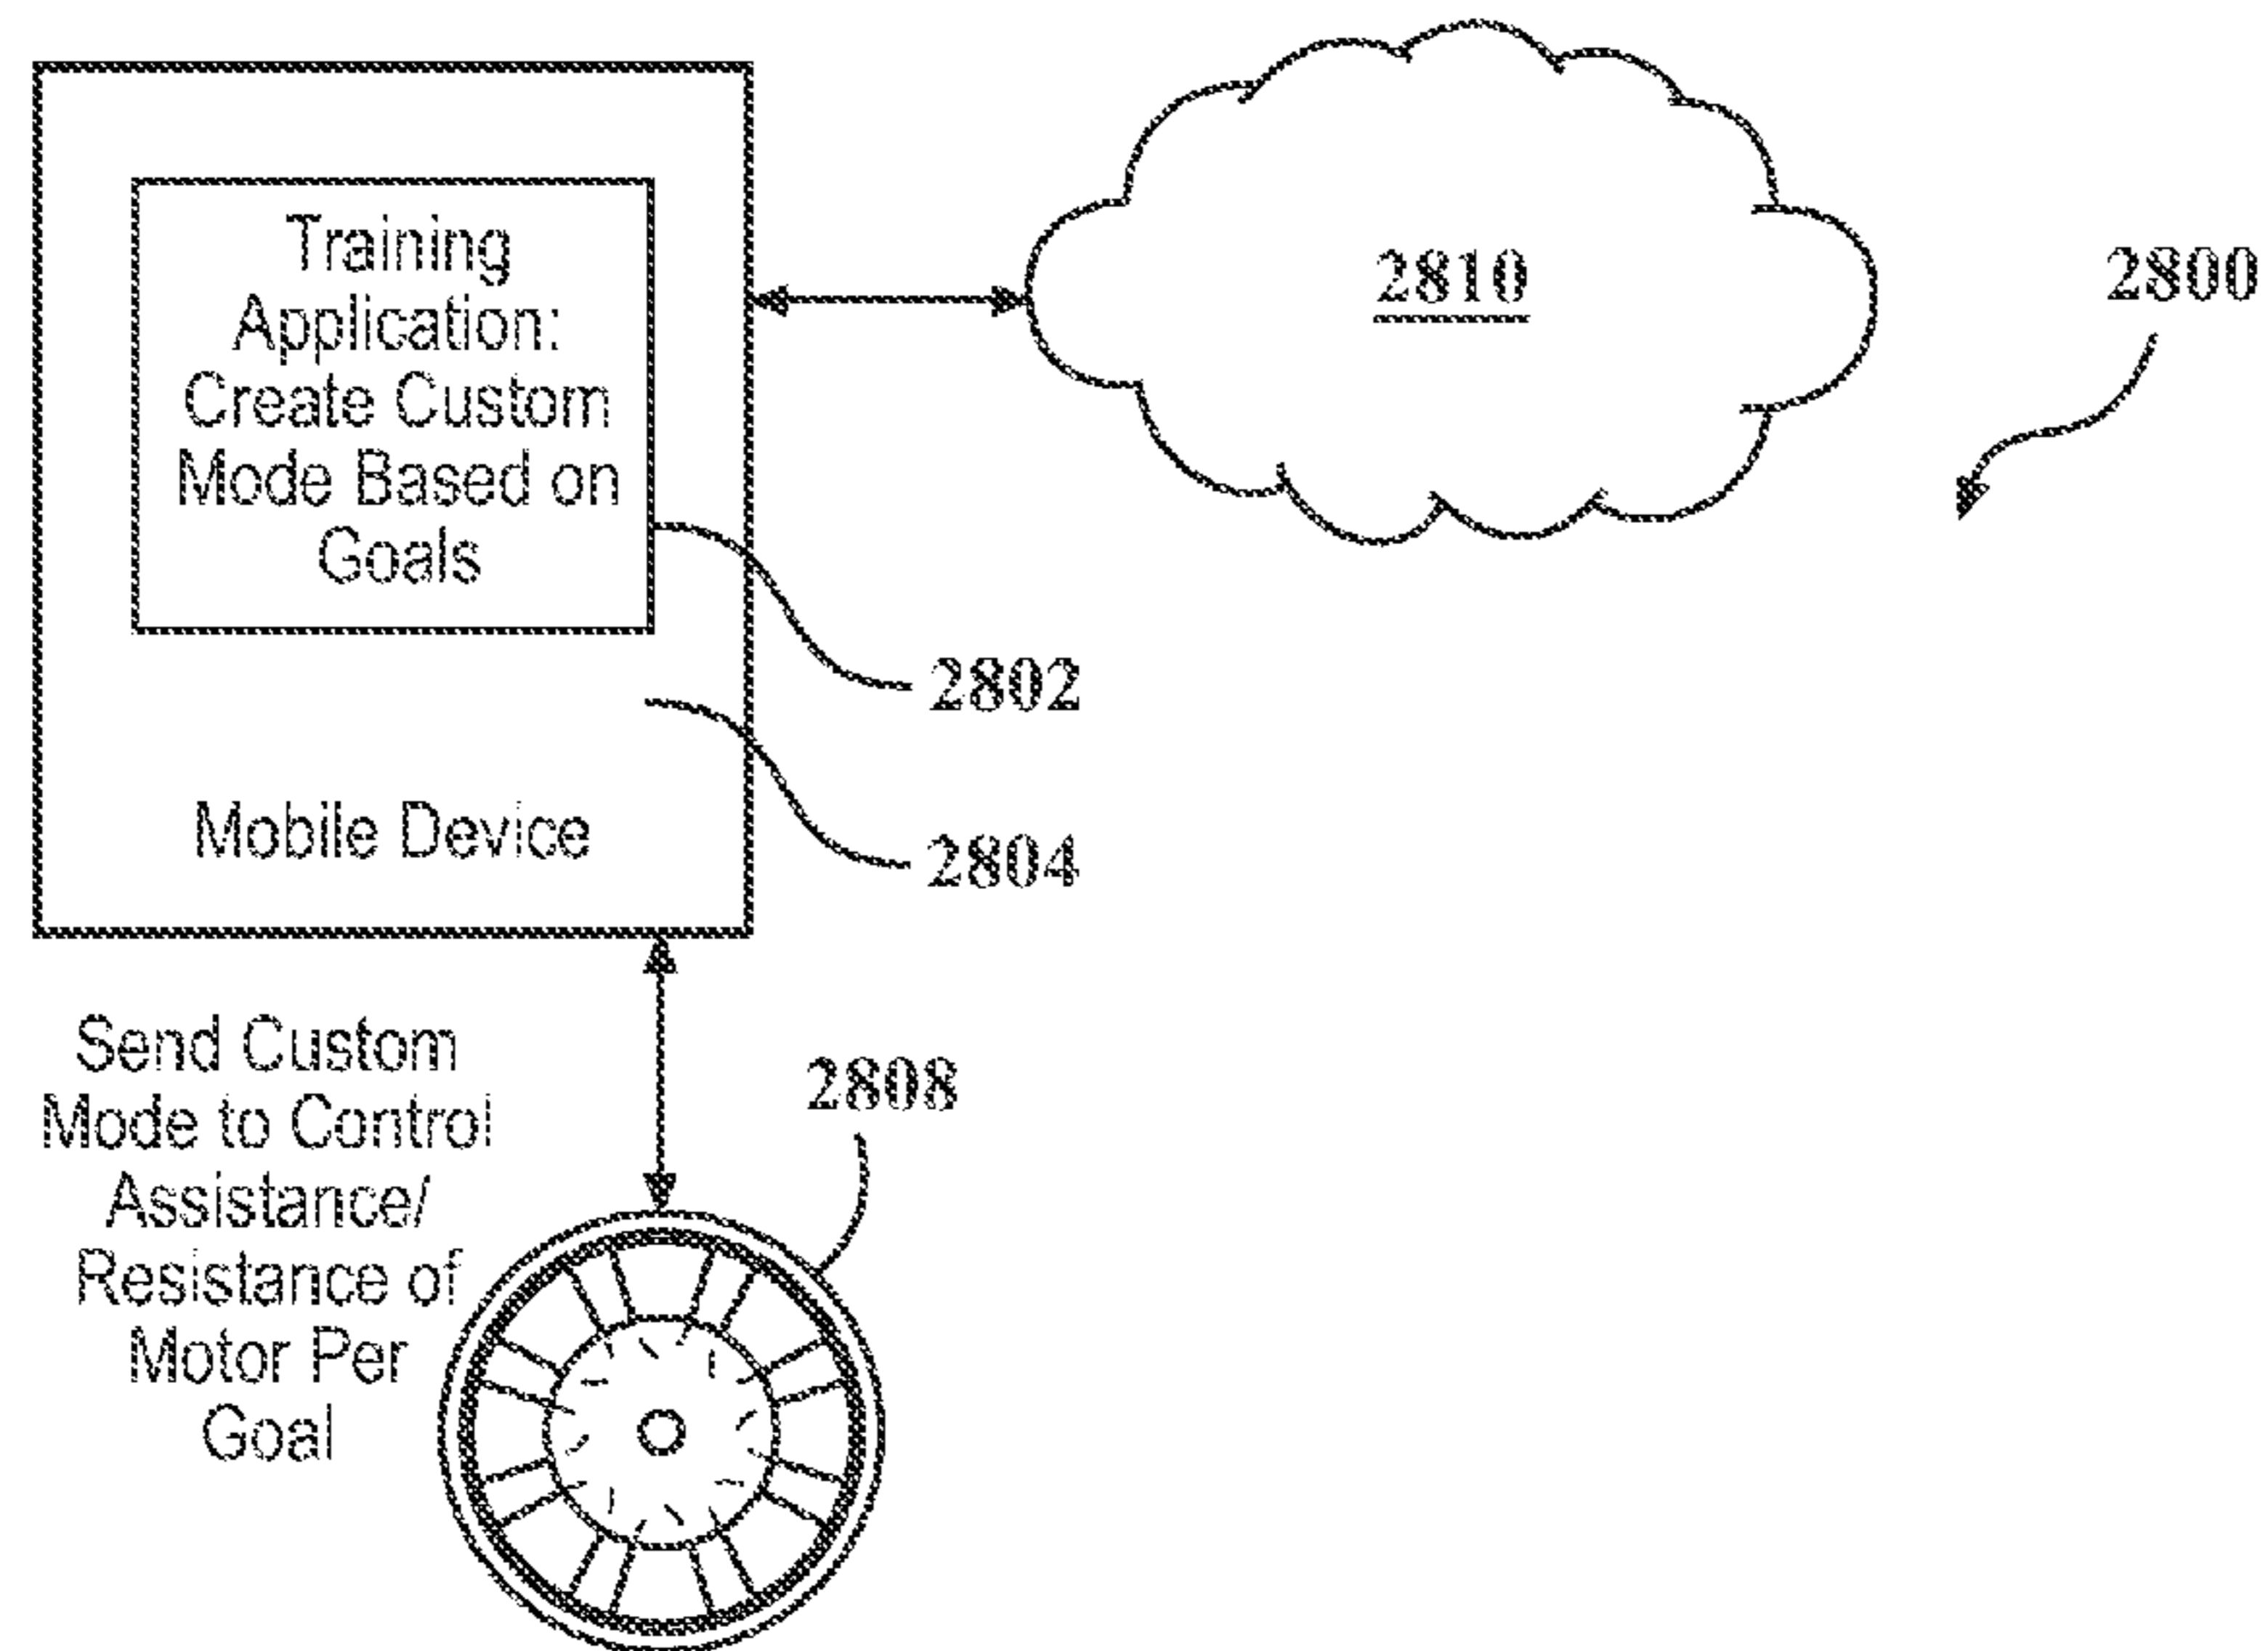 Training
Application:
Create Custom
Mode Based on
Goals
2810
2800
2802
Mobile Device
2804
Send Custom
Mode to Control
Assistance/
Resistance of
Motor Per
Goal
2808